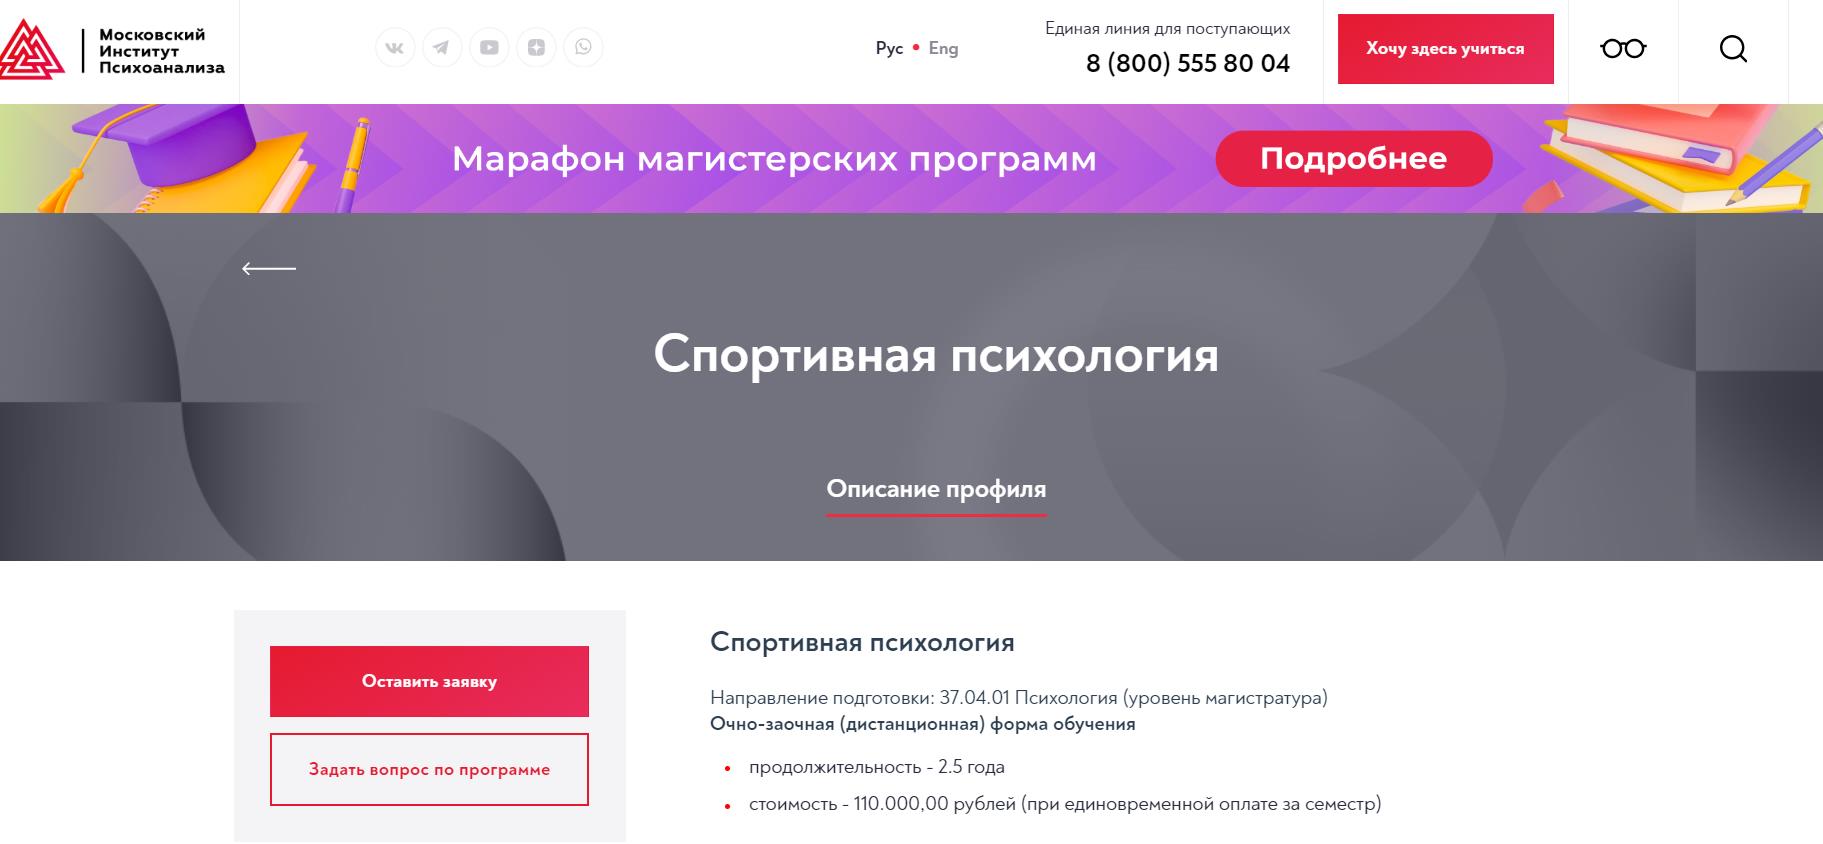 Московский
Институт
Психоанализа
Рус • Eng
Единая линия для поступающих
8 (800) 555 80 04
Хочу здесь учиться
Марафон магистерских программ
Подробнее
Спортивная психология
Описание профиля
Оставить заявку
Задать вопрос по программе
Спортивная психология
Направление подготовки: 37.04.01 Психология (уровень магистратура)
Очно-заочная (дистанционная) форма обучения
• продолжительность - 2.5 года
• стоимость - 110.000,00 рублей (при единовременной оплате за семестр)